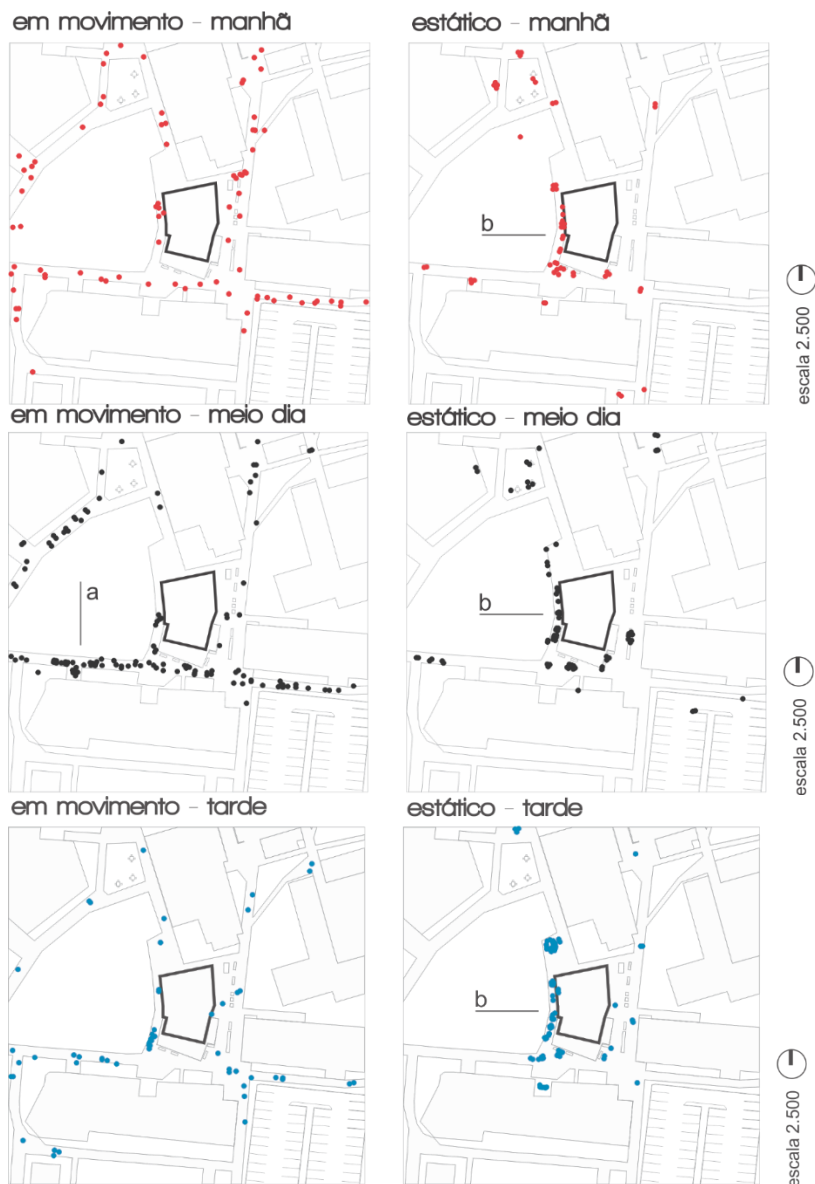 em movimento - manhã
estático - manhã
b
escala 2.500
em movimento - meio dia
estático - meio dia
a
b
escala 2.500
em movimento - tarde
estático - tarde
b
escala 2.500